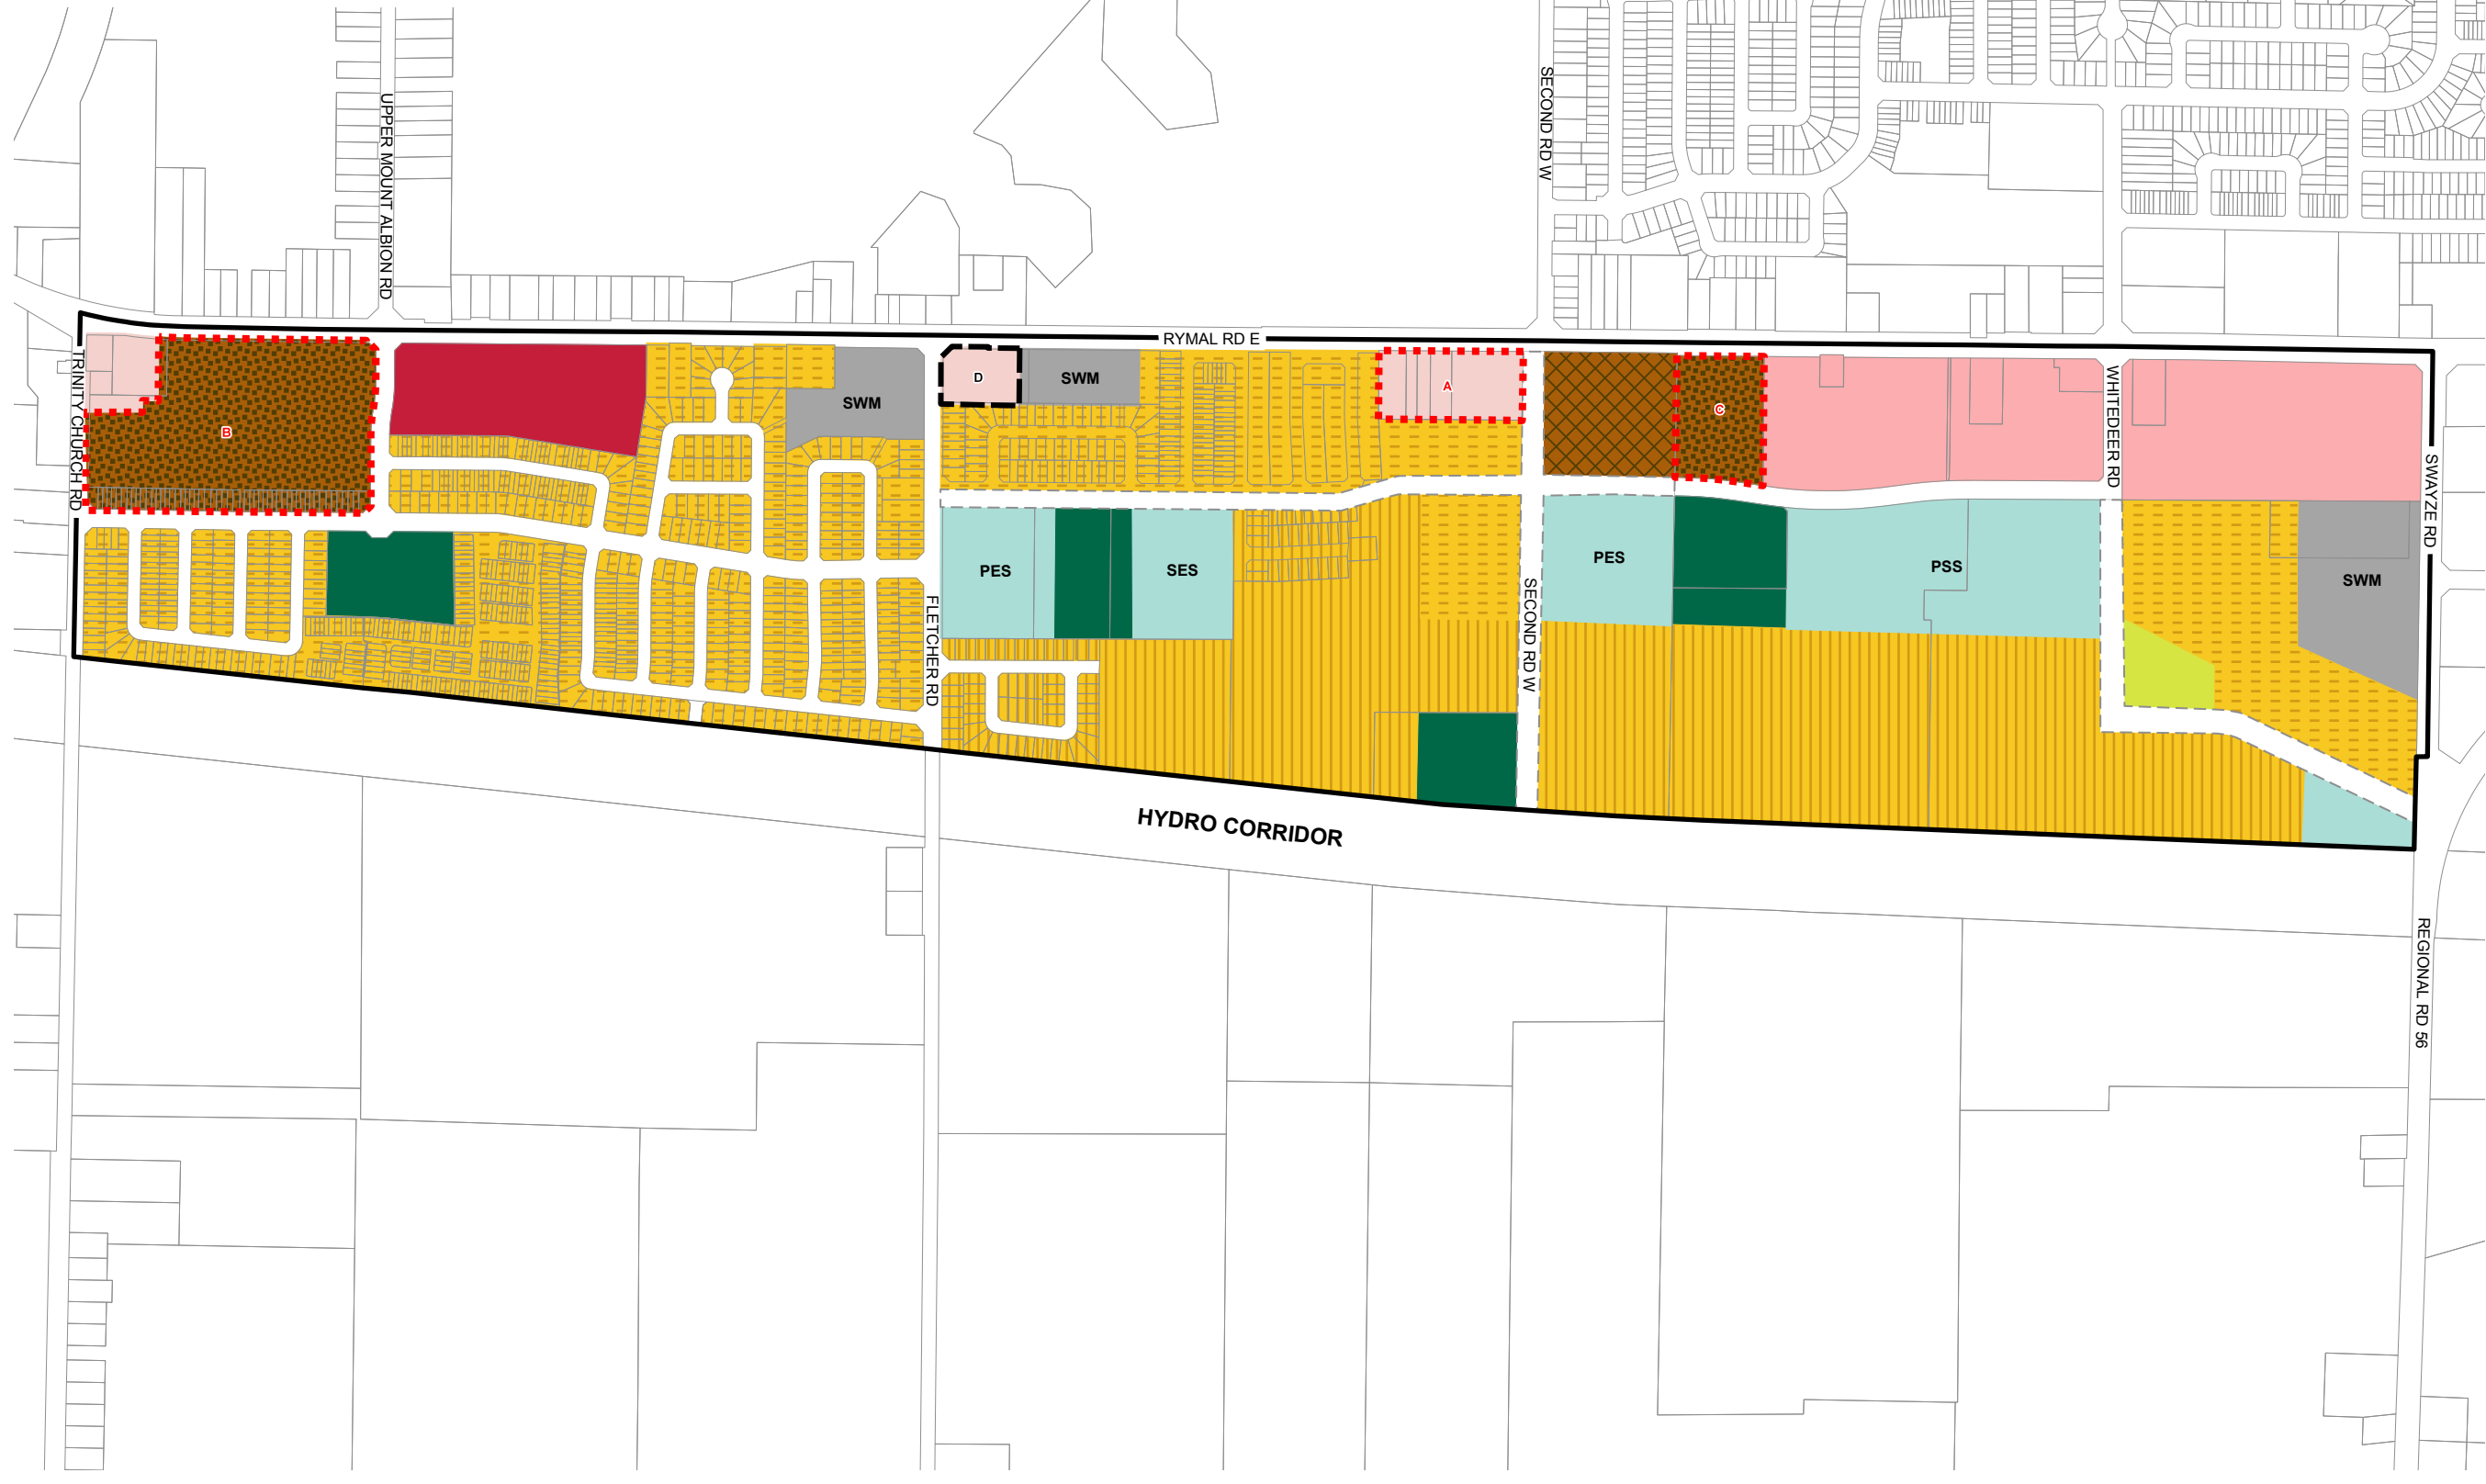 SECOND RD W
UPPER MOUNT ALBION RD
RYMAL RD E
TRINITY CHURCH RD
WHITEDEER RD
SWAYZE RD
D
SWM
A
SWM
C
B
PES
SES
PES
PSS
SWM
FLETCHER RD
SECOND RD W
HYDRO CORRIDOR
REGIONAL RD 56